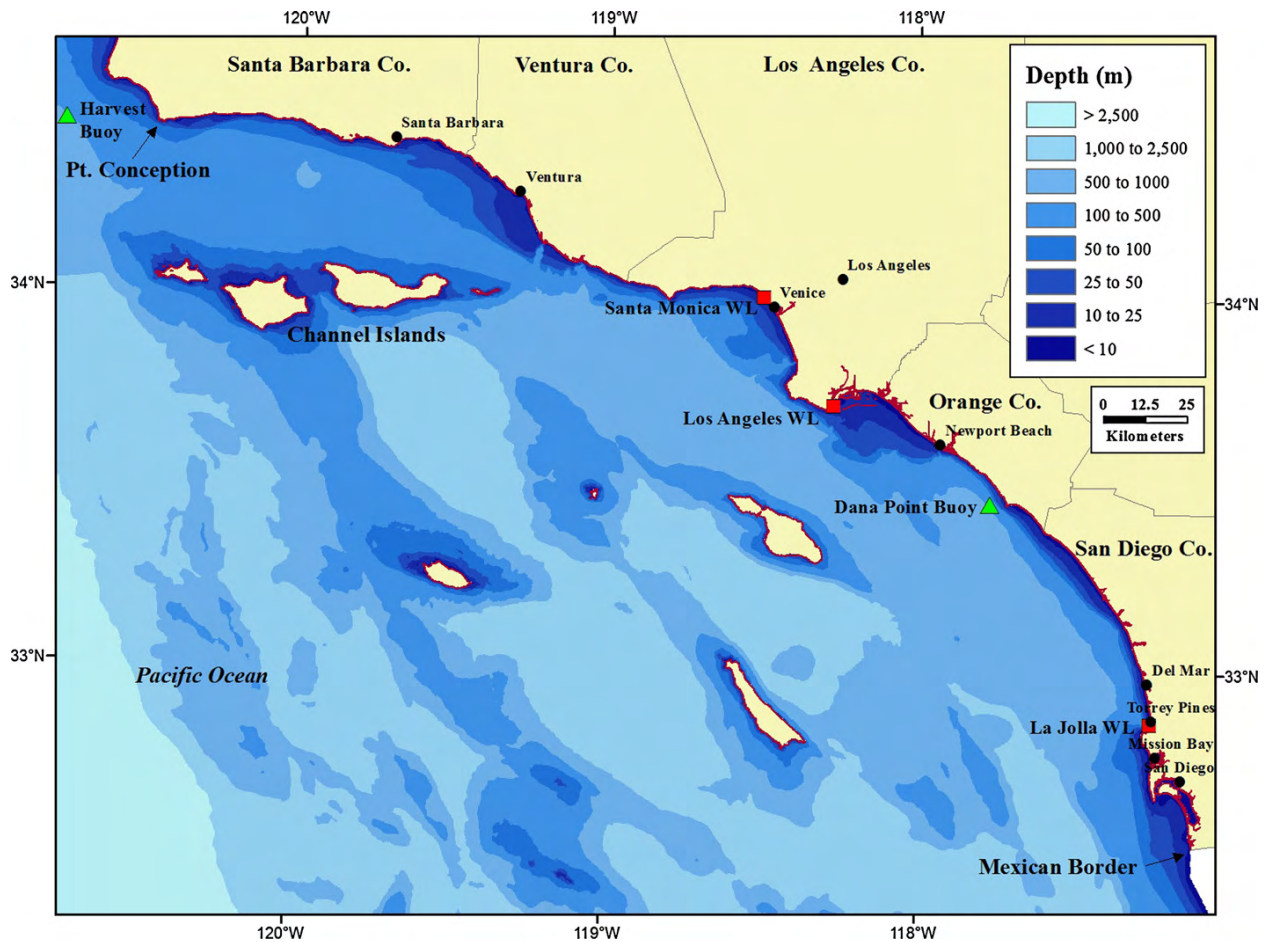 120°W
119°W
118°W
Santa Barbara Co.
Ventura Co.
Los Angeles Co.
Depth (m)
> 2,500
1,000 to 2,500
500 to 1000
100 to 500
50 to 100
25 to 50
10 to 25
< 10
Harvest
Buoy
Pt. Conception
Santa Barbara
Ventura
34°N
Los Angeles
Venice
Santa Monica WL
34°N
Channel Islands
Orange Co.
0 12.5 25
Kilometers
Los Angeles WL
Newport Beach
Dana Point Buoy
San Diego Co.
33°N
Pacific Ocean
Del Mar
33°N
Torrey Pines
La Jolla WL
Mission Bay
San Diego
Mexican Border
120°W
119°W
118°W